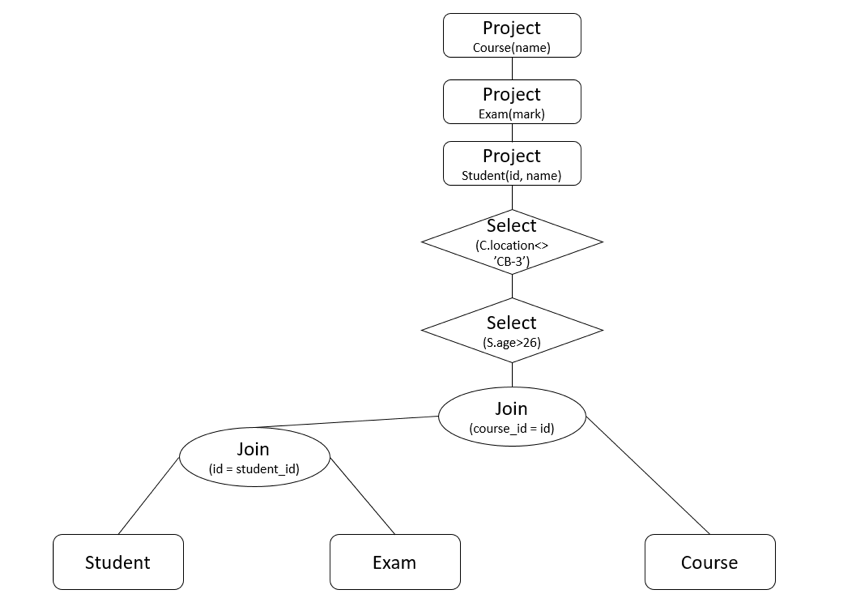 Project
Course(name)
Project
Exam(mark)
Project
Student(id, name)
Select
(C.location<>
’CB-3’)
Select
(S.age>26)
Join
(course_id = id)
Join
(id = student_id)
Student
Exam
Course